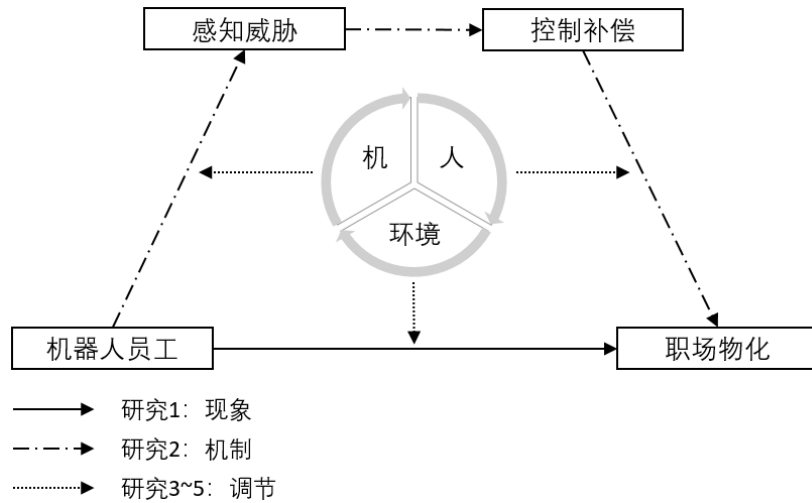 感知威胁
控制补偿
机
人
环境
机器人员工
职场物化
研究1：现象
研究2：机制
研究3~5：调节